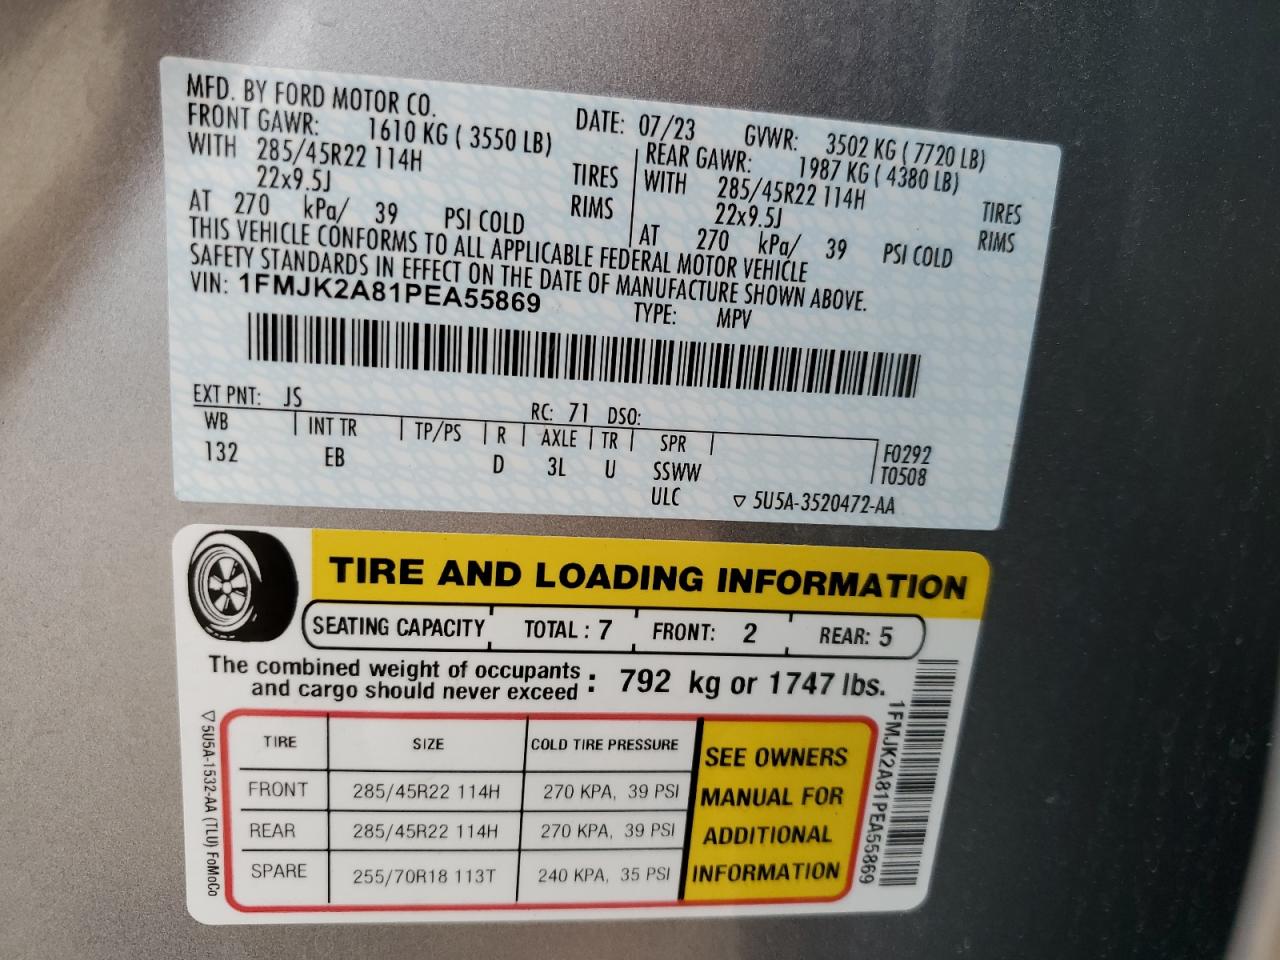 MFD. BY FORD MOTOR CO.
DATE: 07/23 GVWR: 3502 KG ( 7720 LB)
FRONT GAWR: 1610 KG ( 3550 LB)
WITH 285/45R22 114H TIRES
22x9.5J RIMS
AT 270 kPa/ 39 PSI COLD
REAR GAWR: 1987 KG ( 4380 LB)
WITH 285/45R22 114H TIRES
22x9.5J RIMS
AT 270 kPa/ 39 PSI COLD
THIS VEHICLE CONFORMS TO ALL APPLICABLE FEDERAL MOTOR VEHICLE
SAFETY STANDARDS IN EFFECT ON THE DATE OF MANUFACTURE SHOWN ABOVE.
VIN: 1FMJK2A81PEA55869
TYPE: MPV
EXT PNT: JS RC: 71 DSO:
WB INT TR TP/PS R AXLE TR SPR
132 EB D 3L U SSWW
ULC
F0292
T0508
5U5A-3520472-AA
TIRE AND LOADING INFORMATION
SEATING CAPACITY TOTAL : 7 FRONT: 2 REAR: 5
The combined weight of occupants
and cargo should never exceed : 792 kg or 1747 lbs.
TIRE SIZE COLD TIRE PRESSURE
FRONT 285/45R22 114H 270 KPA, 39 PSI
REAR 285/45R22 114H 270 KPA, 39 PSI
SPARE 255/70R18 113T 240 KPA, 35 PSI
SEE OWNERS
MANUAL FOR
ADDITIONAL
INFORMATION
5U5A-1532-AA (TLU) FoMoCo
1FMJK2A81PEA55869